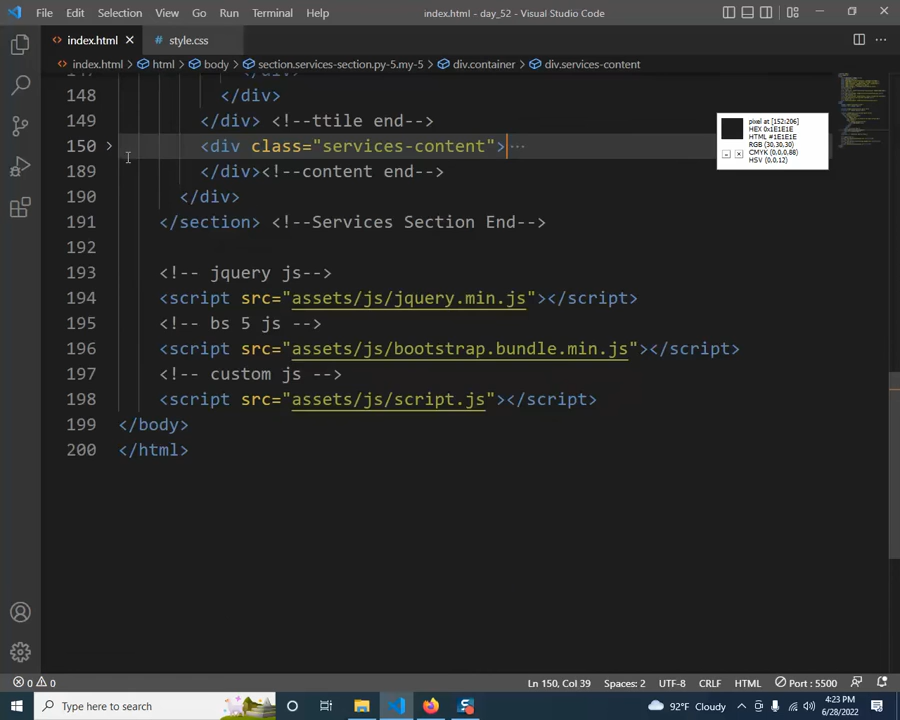 File Edit Selection View Go Run Terminal Help index.html - day_52 - Visual Studio Code
index.html style.css
index.html > html > body > section.services-section.py-5.my-5 > div.container > div.services-content
148 </div>
149 </div> <!--ttile end-->
150 <div class="services-content">…
189 </div><!--content end-->
190 </div>
191 </section> <!--Services Section End-->
192
193 <!-- jquery js-->
194 <script src="assets/js/jquery.min.js"></script>
195 <!-- bs 5 js -->
196 <script src="assets/js/bootstrap.bundle.min.js"></script>
197 <!-- custom js -->
198 <script src="assets/js/script.js"></script>
199 </body>
200 </html>
pixel at [152:206]
HEX 0x1E1E1E
HTML #1E1E1E
RGB (30,30,30)
CMYK (0.0.0.88)
HSV (0.0.12)
0 0 Ln 150, Col 39 Spaces: 2 UTF-8 CRLF HTML Port : 5500
Type here to search 92°F Cloudy 4:23 PM
6/28/2022